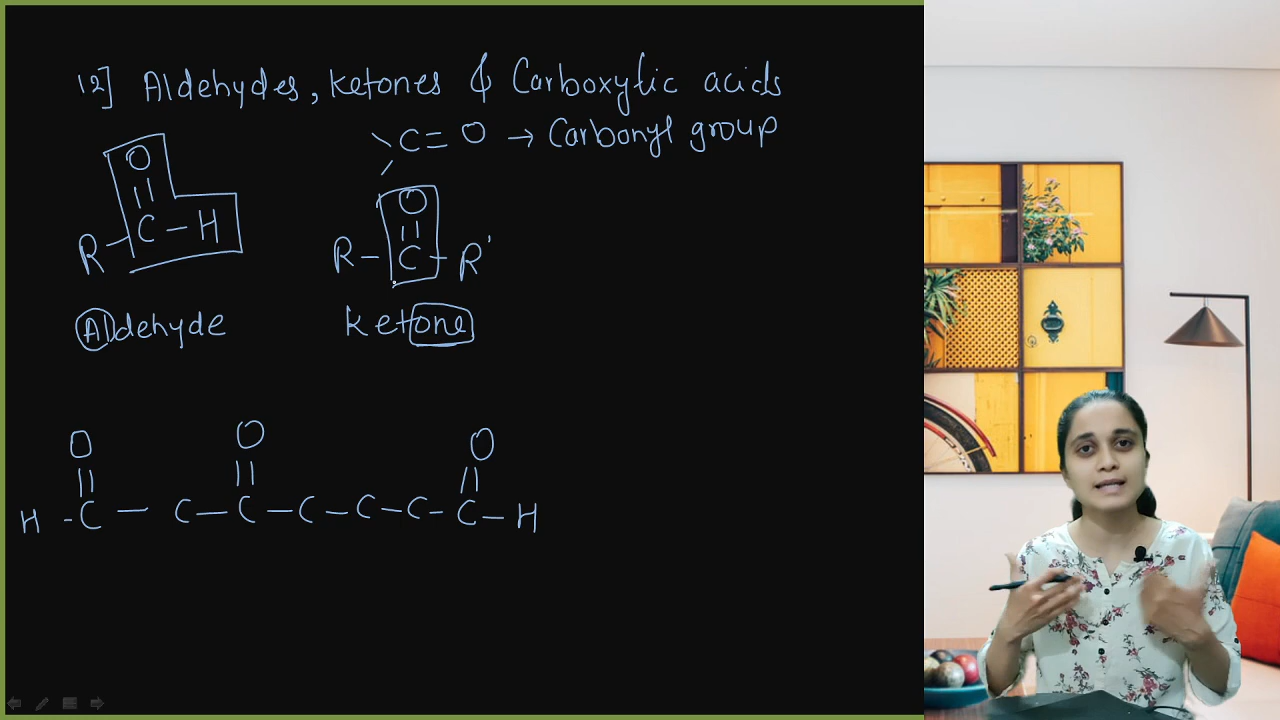 12] Aldehydes, ketones & Carboxylic acids
C = O → Carbonyl group
O
||
R - C - H
O
||
R - C - R'
Aldehyde
ketone
O O O
|| || ||
H - C - C - C - C - C - C - C - H